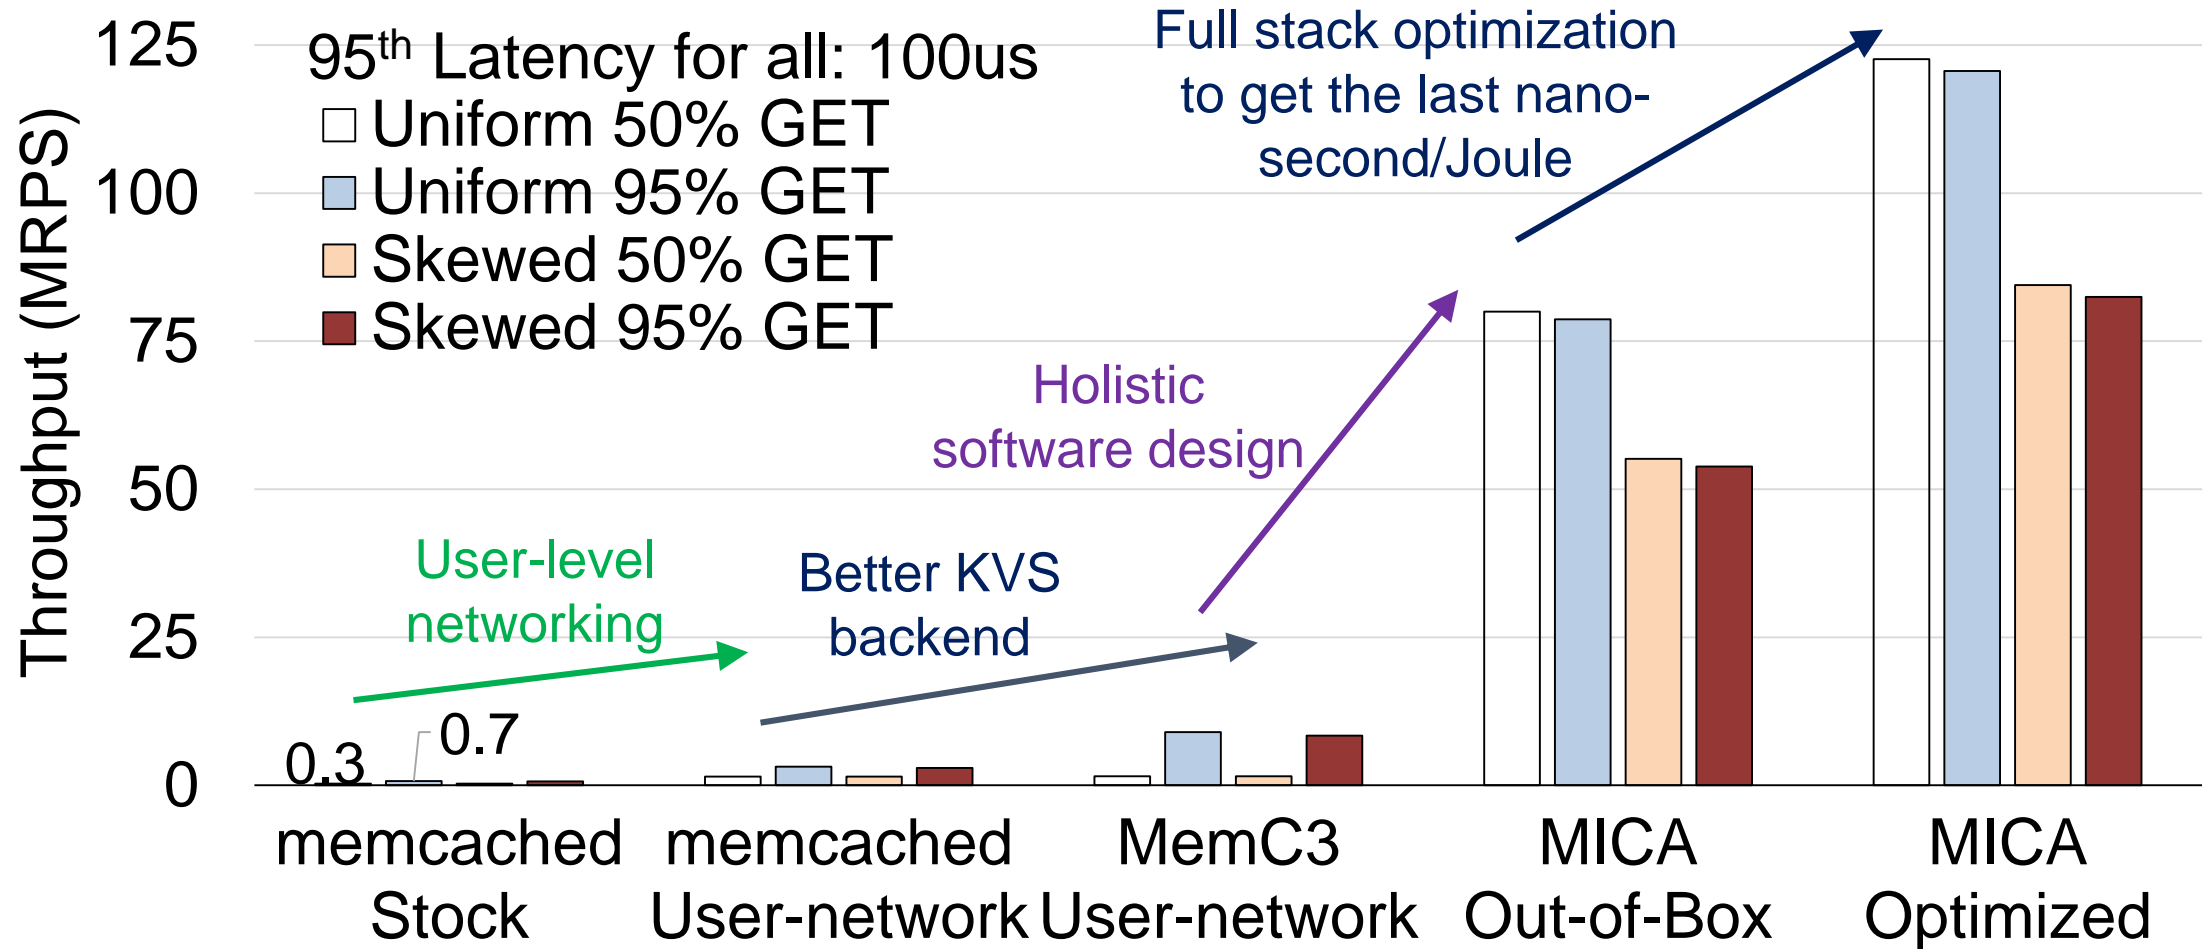 Throughput (MRPS)
125
100
75
50
25
0
95th Latency for all: 100us
Uniform 50% GET
Uniform 95% GET
Skewed 50% GET
Skewed 95% GET
Full stack optimization
to get the last nano-
second/Joule
Holistic
software design
User-level
networking
Better KVS
backend
0.3
0.7
memcached
Stock
memcached
User-network
MemC3
User-network
MICA
Out-of-Box
MICA
Optimized